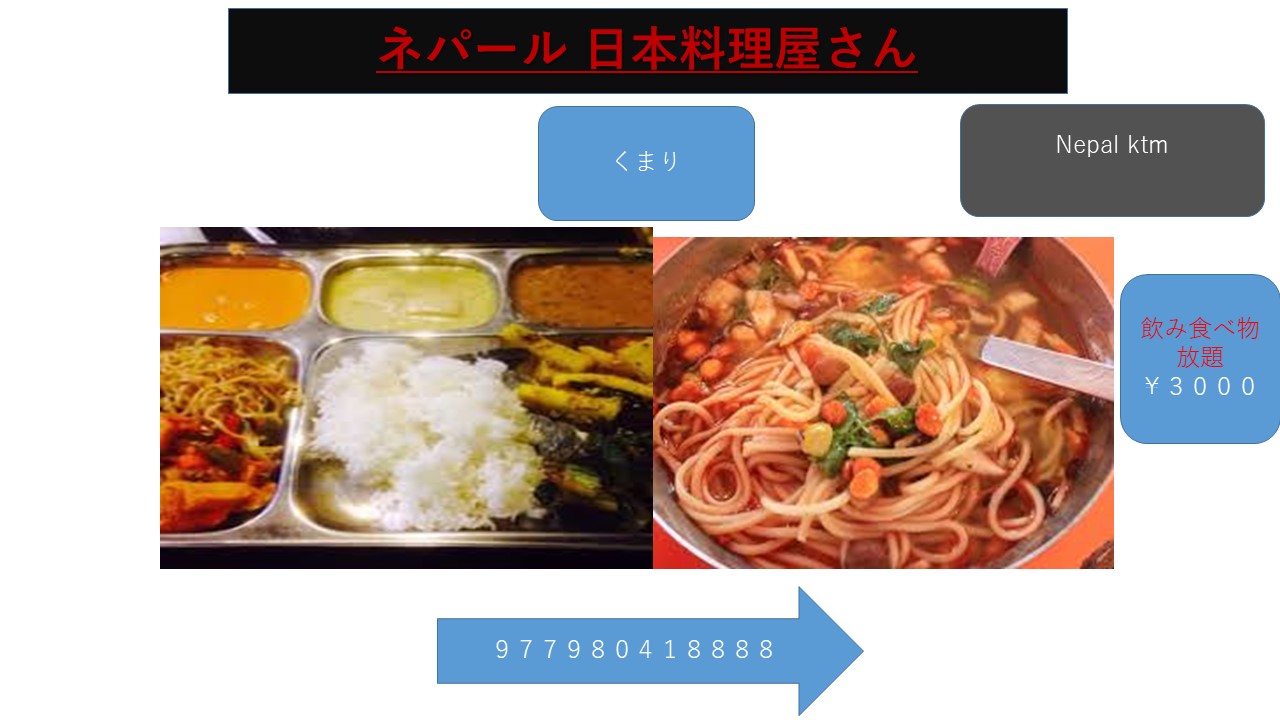 ネパール 日本料理屋さん
くまり
Nepal ktm
飲み食べ物
放題
￥３０００
９７７９８０４１８８８８